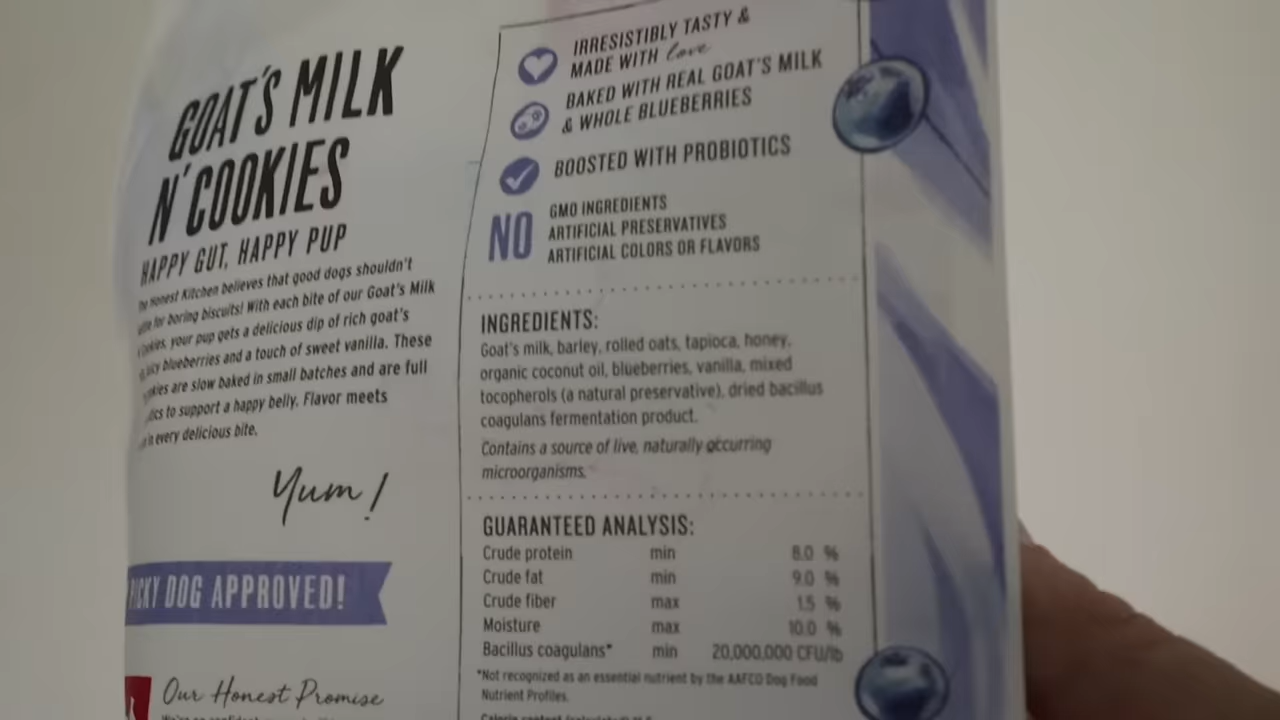 GOAT'S MILK
N' COOKIES
HAPPY GUT, HAPPY PUP
Honest Kitchen believes that good dogs shouldn't
for boring biscuits! With each bite of our Goat's Milk
your pup gets a delicious dip of rich goat's
blueberries and a touch of sweet vanilla. These
are slow baked in small batches and are full
to support a happy belly. Flavor meets
in every delicious bite.
Yum!
PICKY DOG APPROVED!
Our Honest Promise
IRRESISTIBLY TASTY &
MADE WITH love
BAKED WITH REAL GOAT'S MILK
& WHOLE BLUEBERRIES
BOOSTED WITH PROBIOTICS
NO
GMO INGREDIENTS
ARTIFICIAL PRESERVATIVES
ARTIFICIAL COLORS OR FLAVORS
INGREDIENTS:
Goat's milk, barley, rolled oats, tapioca, honey,
organic coconut oil, blueberries, vanilla, mixed
tocopherols (a natural preservative), dried bacillus
coagulans fermentation product.
Contains a source of live, naturally occurring
microorganisms.
GUARANTEED ANALYSIS:
Crude protein min 8.0 %
Crude fat min 9.0 %
Crude fiber max 1.5 %
Moisture max 10.0 %
Bacillus coagulans* min 20,000,000 CFU/lb
*Not recognized as an essential nutrient by the AAFCO Dog Food
Nutrient Profiles.